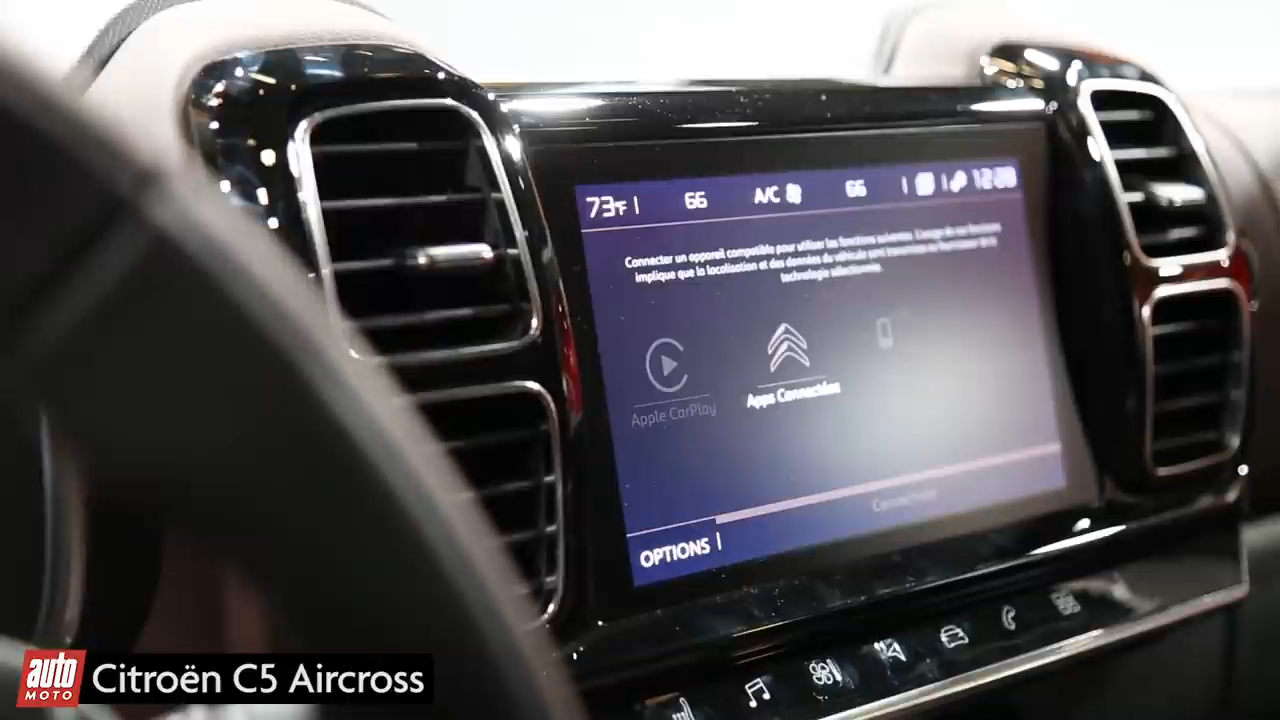 73°F 66 A/C 66 12:08
Connecter un appareil compatible pour utiliser les fonctions suivantes. L'usage de ces fonctions
implique que la localisation et des données du véhicule sont transmises au fournisseur de la
technologie sélectionnée.
Apple CarPlay
Apps Connectées
Connectivité
OPTIONS
auto
MOTO
Citroën C5 Aircross